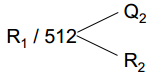 Q₂
R₁ / 512
R₂